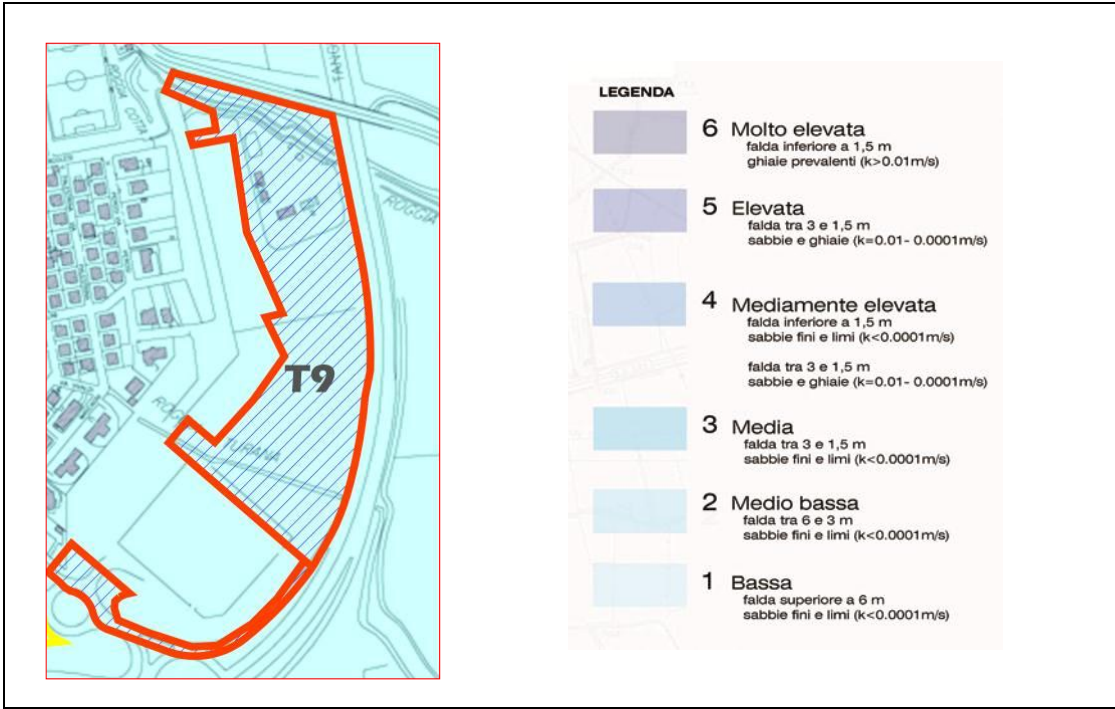 ROGGIA COTTA
TANG
ROGGIA
T9
TURANA
LEGENDA
6 Molto elevata
falda inferiore a 1,5 m
ghiaie prevalenti (k>0.01m/s)
5 Elevata
falda tra 3 e 1,5 m
sabbie e ghiaie (k=0.01- 0.0001m/s)
4 Mediamente elevata
falda inferiore a 1,5 m
sabbie fini e limi (k<0.0001m/s)
falda tra 3 e 1,5 m
sabbie e ghiaie (k=0.01- 0.0001m/s)
3 Media
falda tra 3 e 1,5 m
sabbie fini e limi (k<0.0001m/s)
2 Medio bassa
falda tra 6 e 3 m
sabbie fini e limi (k<0.0001m/s)
1 Bassa
falda superiore a 6 m
sabbie fini e limi (k<0.0001m/s)